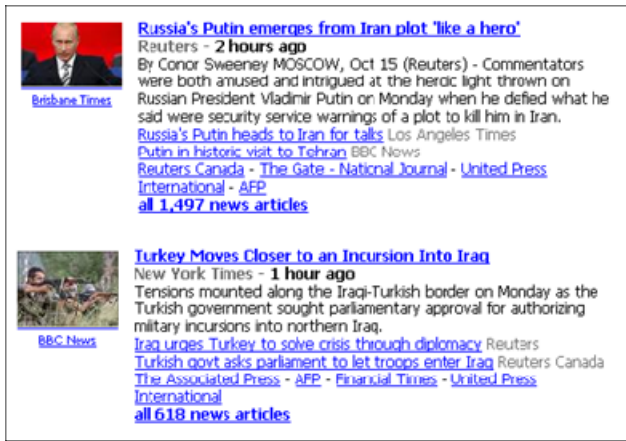 Russia's Putin emerges from Iran plot 'like a hero'
Reuters - 2 hours ago
By Conor Sweeney MOSCOW, Oct 15 (Reuters) - Commentators
were both amused and intrigued at the heroic light thrown on
Russian President Vladimir Putin on Monday when he defied what he
said were security service warnings of a plot to kill him in Iran.
Russia's Putin heads to Iran for talks Los Angeles Times
Putin in historic visit to Tehran BBC News
Reuters Canada - The Gate - National Journal - United Press
International - AFP
all 1,497 news articles
Brisbane Times
Turkey Moves Closer to an Incursion Into Iraq
New York Times - 1 hour ago
Tensions mounted along the Iraqi-Turkish border on Monday as the
Turkish government sought parliamentary approval for authorizing
military incursions into northern Iraq.
Iraq urges Turkey to solve crisis through diplomacy Reuters
Turkish govt asks parliament to let troops enter Iraq Reuters Canada
The Associated Press - AFP - Financial Times - United Press
International
all 618 news articles
BBC News